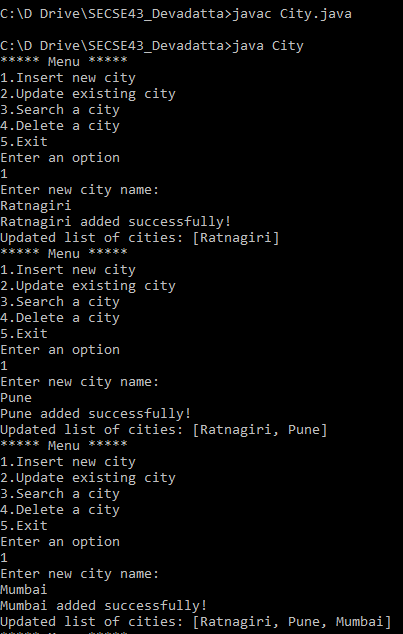 C:\D Drive\SECSE43_Devadatta>javac City.java
C:\D Drive\SECSE43_Devadatta>java City
***** Menu *****
1.Insert new city
2.Update existing city
3.Search a city
4.Delete a city
5.Exit
Enter an option
1
Enter new city name:
Ratnagiri
Ratnagiri added successfully!
Updated list of cities: [Ratnagiri]
***** Menu *****
1.Insert new city
2.Update existing city
3.Search a city
4.Delete a city
5.Exit
Enter an option
1
Enter new city name:
Pune
Pune added successfully!
Updated list of cities: [Ratnagiri, Pune]
***** Menu *****
1.Insert new city
2.Update existing city
3.Search a city
4.Delete a city
5.Exit
Enter an option
1
Enter new city name:
Mumbai
Mumbai added successfully!
Updated list of cities: [Ratnagiri, Pune, Mumbai]